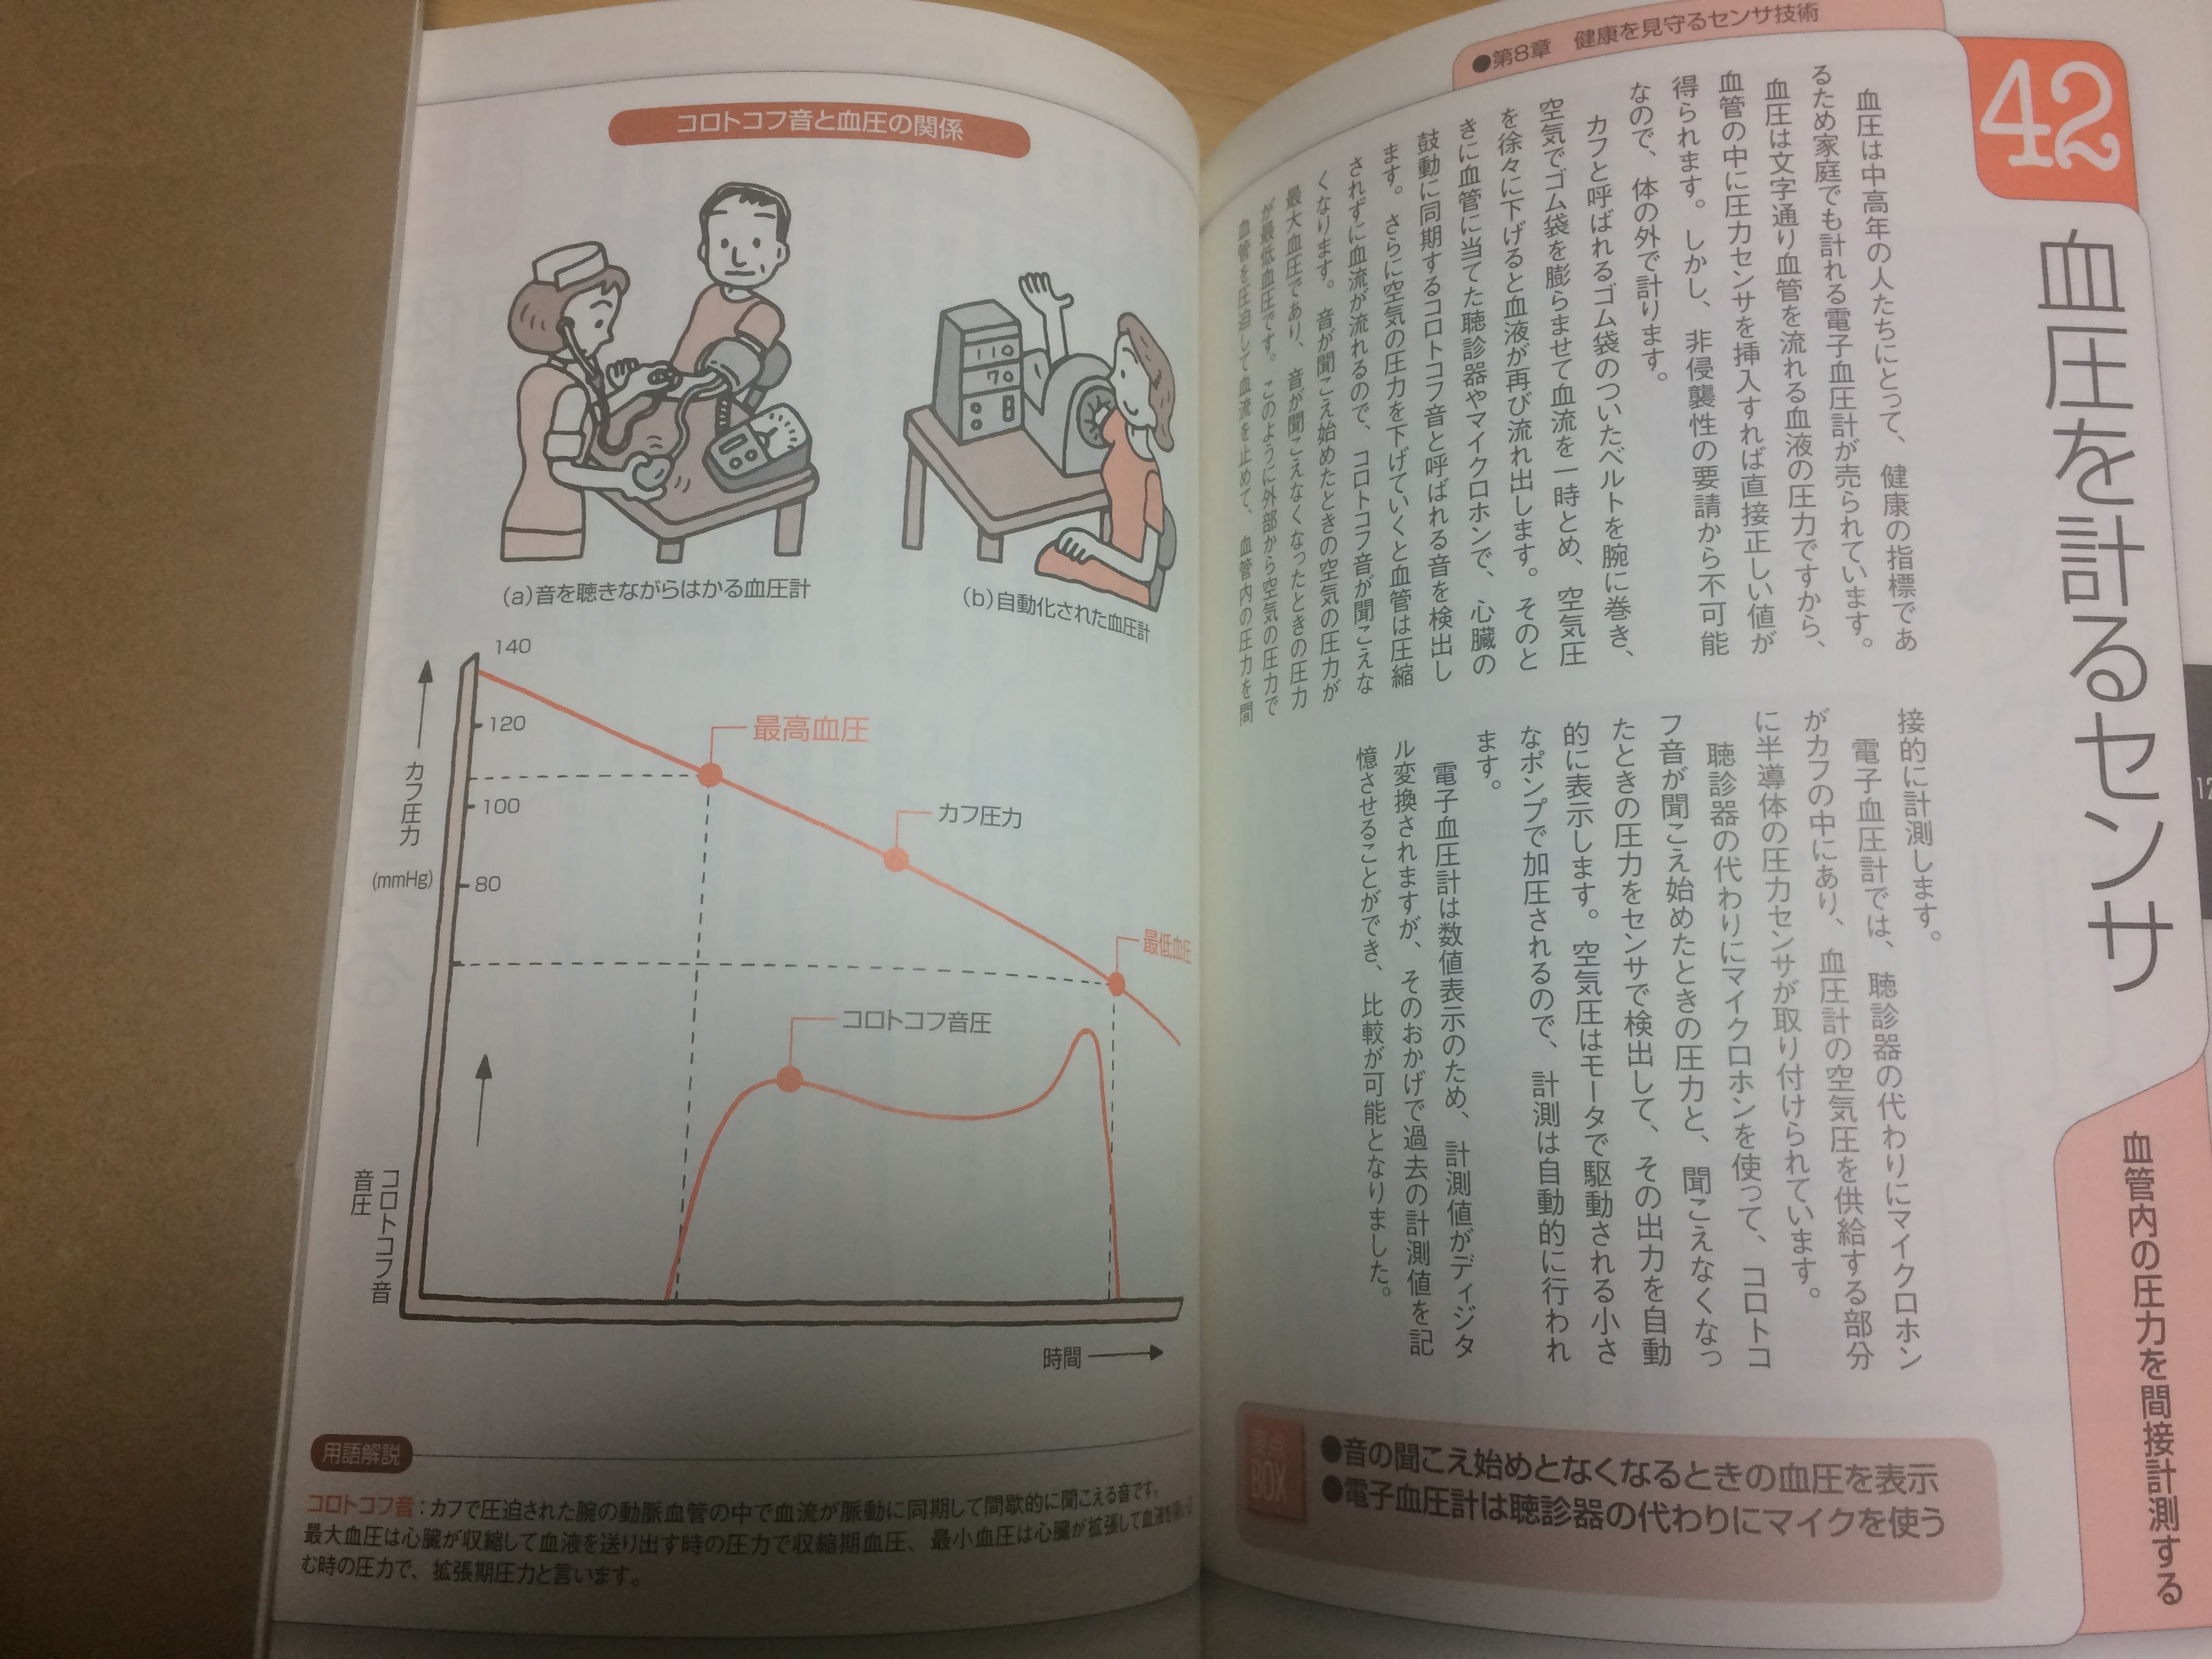 ●第8章 健康を見守るセンサ技術
42
血圧を計るセンサ
血管内の圧力を間接計測する
血圧は中高年の人たちにとって、健康の指標であ
るため家庭でも計れる電子血圧計が売られています。
血圧は文字通り血管を流れる血液の圧力ですから、
血管の中に圧力センサを挿入すれば直接正しい値が
得られます。しかし、非侵襲性の要請から不可能
なので、体の外で計ります。
カフと呼ばれるゴム袋のついたベルトを腕に巻き、
空気でゴム袋を膨らませて血流を一時とめ、空気圧
を徐々に下げると血液が再び流れ出します。そのと
きに血管に当てた聴診器やマイクロホンで、心臓の
鼓動に同期するコロトコフ音と呼ばれる音を検出し
ます。さらに空気の圧力を下げていくと血管は圧縮
されずに血流が流れるので、コロトコフ音が聞こえな
くなります。音が聞こえ始めたときの空気の圧力が
最大血圧であり、音が聞こえなくなったときの圧力
が最低血圧です。このように外部から空気の圧力で
血管を圧迫して血流を止めて、血管内の圧力を間
接的に計測します。
電子血圧計では、聴診器の代わりにマイクロホン
がカフの中にあり、血圧計の空気圧を供給する部分
に半導体の圧力センサが取り付けられています。
聴診器の代わりにマイクロホンを使って、コロトコ
フ音が聞こえ始めたときの圧力と、聞こえなくなっ
たときの圧力をセンサで検出して、その出力を自動
的に表示します。空気圧はモータで駆動される小さ
なポンプで加圧されるので、計測は自動的に行われ
ます。
電子血圧計は数値表示のため、計測値がディジタ
ル変換されますが、そのおかげで過去の計測値を記
憶させることができ、比較が可能となりました。
要点
BOX
●音の聞こえ始めとなくなるときの血圧を表示
●電子血圧計は聴診器の代わりにマイクを使う
コロトコフ音と血圧の関係
110
70
(a)音を聴きながらはかる血圧計
(b)自動化された血圧計
140
120
100
80
カフ圧力
(mmHg)
最高血圧
カフ圧力
最低血圧
コロトコフ音圧
コロトコフ音
音圧
時間
用語解説
コロトコフ音：カフで圧迫された腕の動脈血管の中で血流が脈動に同期して間歇的に聞こえる音です。
最大血圧は心臓が収縮して血液を送り出す時の圧力で収縮期血圧、最小血圧は心臓が拡張して血液を
む時の圧力で、拡張期圧力と言います。